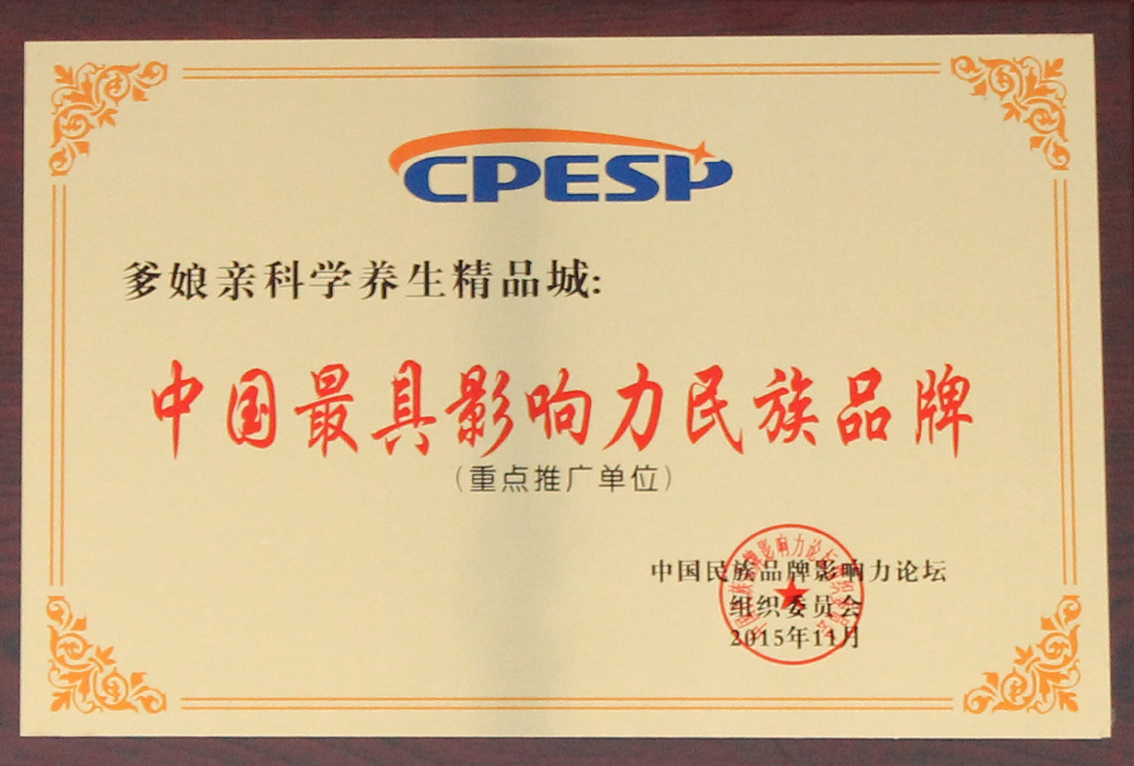 CPESP
爹娘亲科学养生精品城:
中国最具影响力民族品牌
(重点推广单位)
中国民族品牌影响力论坛
组织委员会
2015年11月